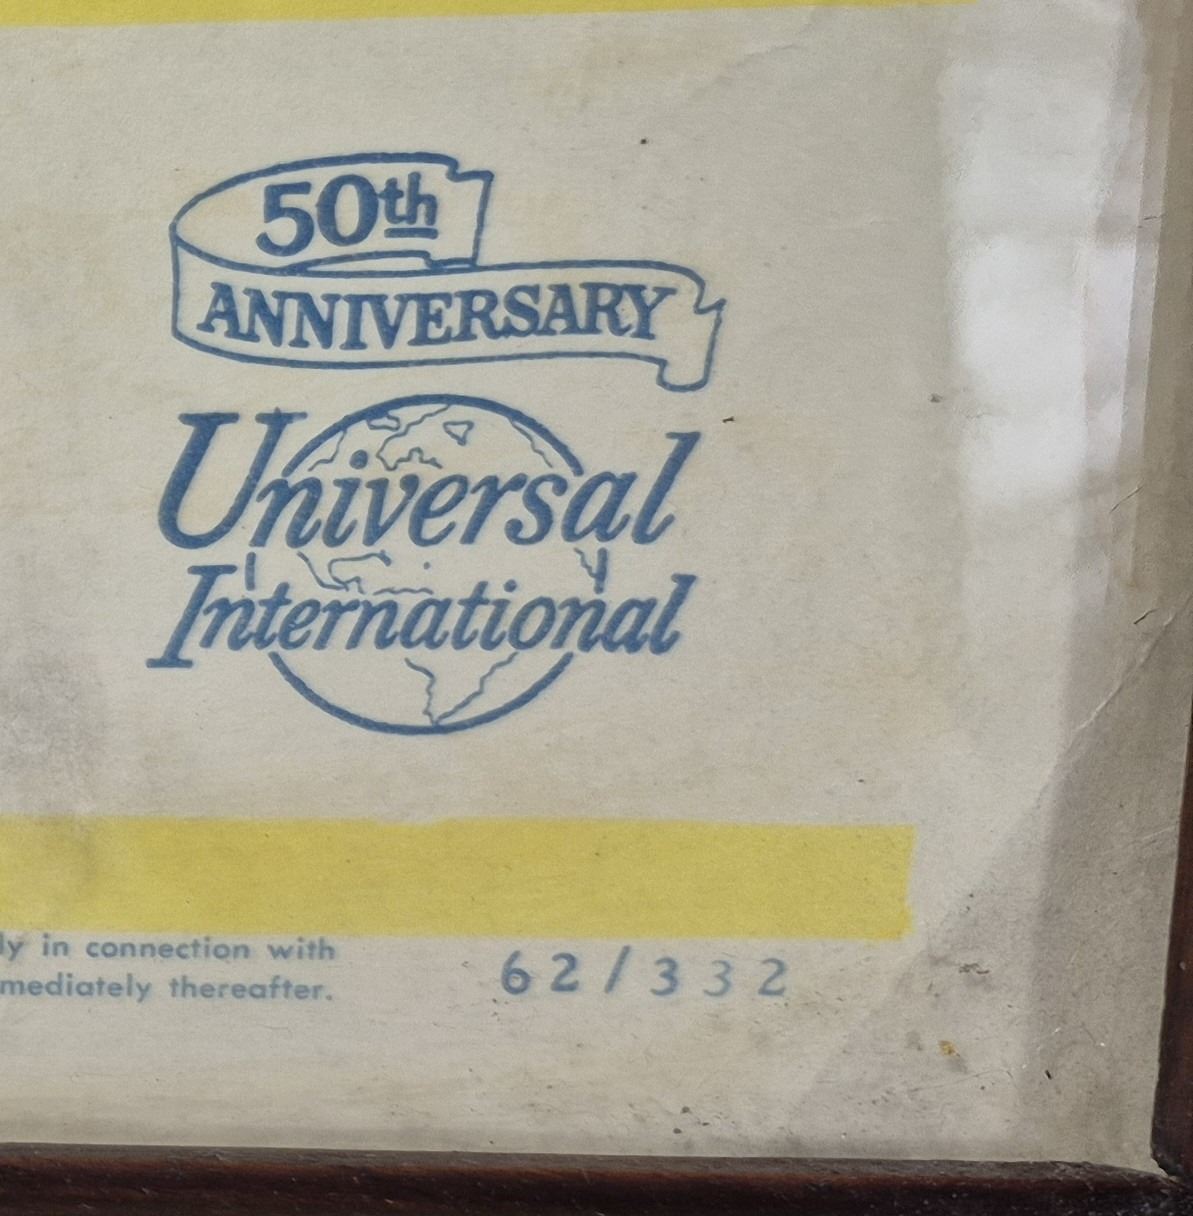 50th
ANNIVERSARY
Universal
International
ly in connection with
mediately thereafter.
62/332